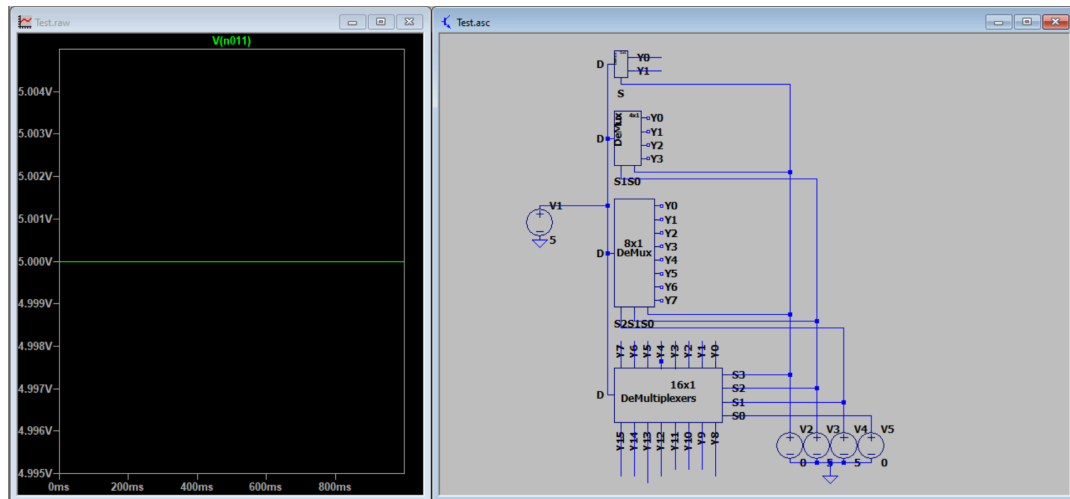 Test.raw
V(n011)
5.004V
5.003V
5.002V
5.001V
5.000V
4.999V
4.998V
4.997V
4.996V
4.995V
0ms 200ms 400ms 600ms 800ms
Test.asc
D Y0
Y1
S
DeMux 4x1
D Y0
Y1
Y2
Y3
S1S0
V1
5
8x1
DeMux
D Y0
Y1
Y2
Y3
Y4
Y5
Y6
Y7
S2S1S0
Y7 Y6 Y5 Y4 Y3 Y2 Y1 Y0
16x1
DeMultiplexers
D S3
S2
S1
S0
Y15 Y14 Y13 Y12 Y11 Y10 Y9 Y8
V2 V3 V4 V5
0 5 5 0